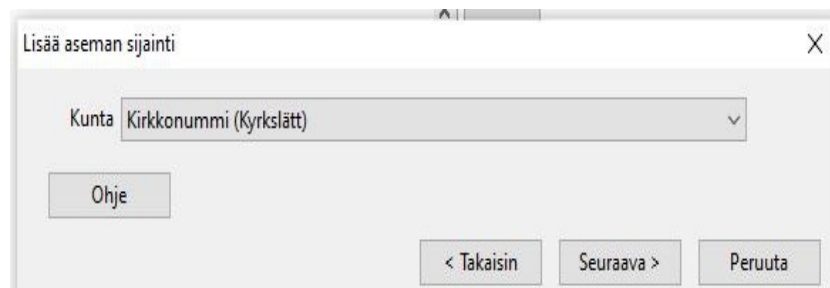 Lisää aseman sijainti
Kunta Kirkkonummi (Kyrkslätt)
Ohje
< Takaisin Seuraava > Peruuta